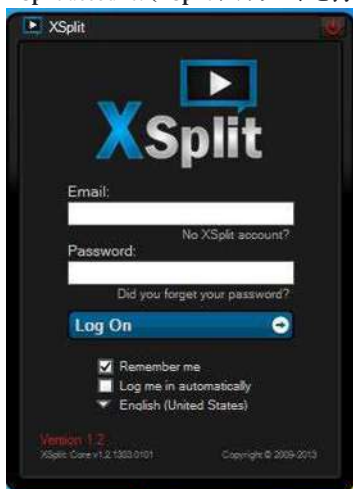 XSplit
XSplit
Email:
No XSplit account?
Password:
Did you forget your password?
Log On
Remember me
Log me in automatically
English (United States)
Version 1.2
XSplit Core v1.2.1303.0101 Copyright © 2009-2013